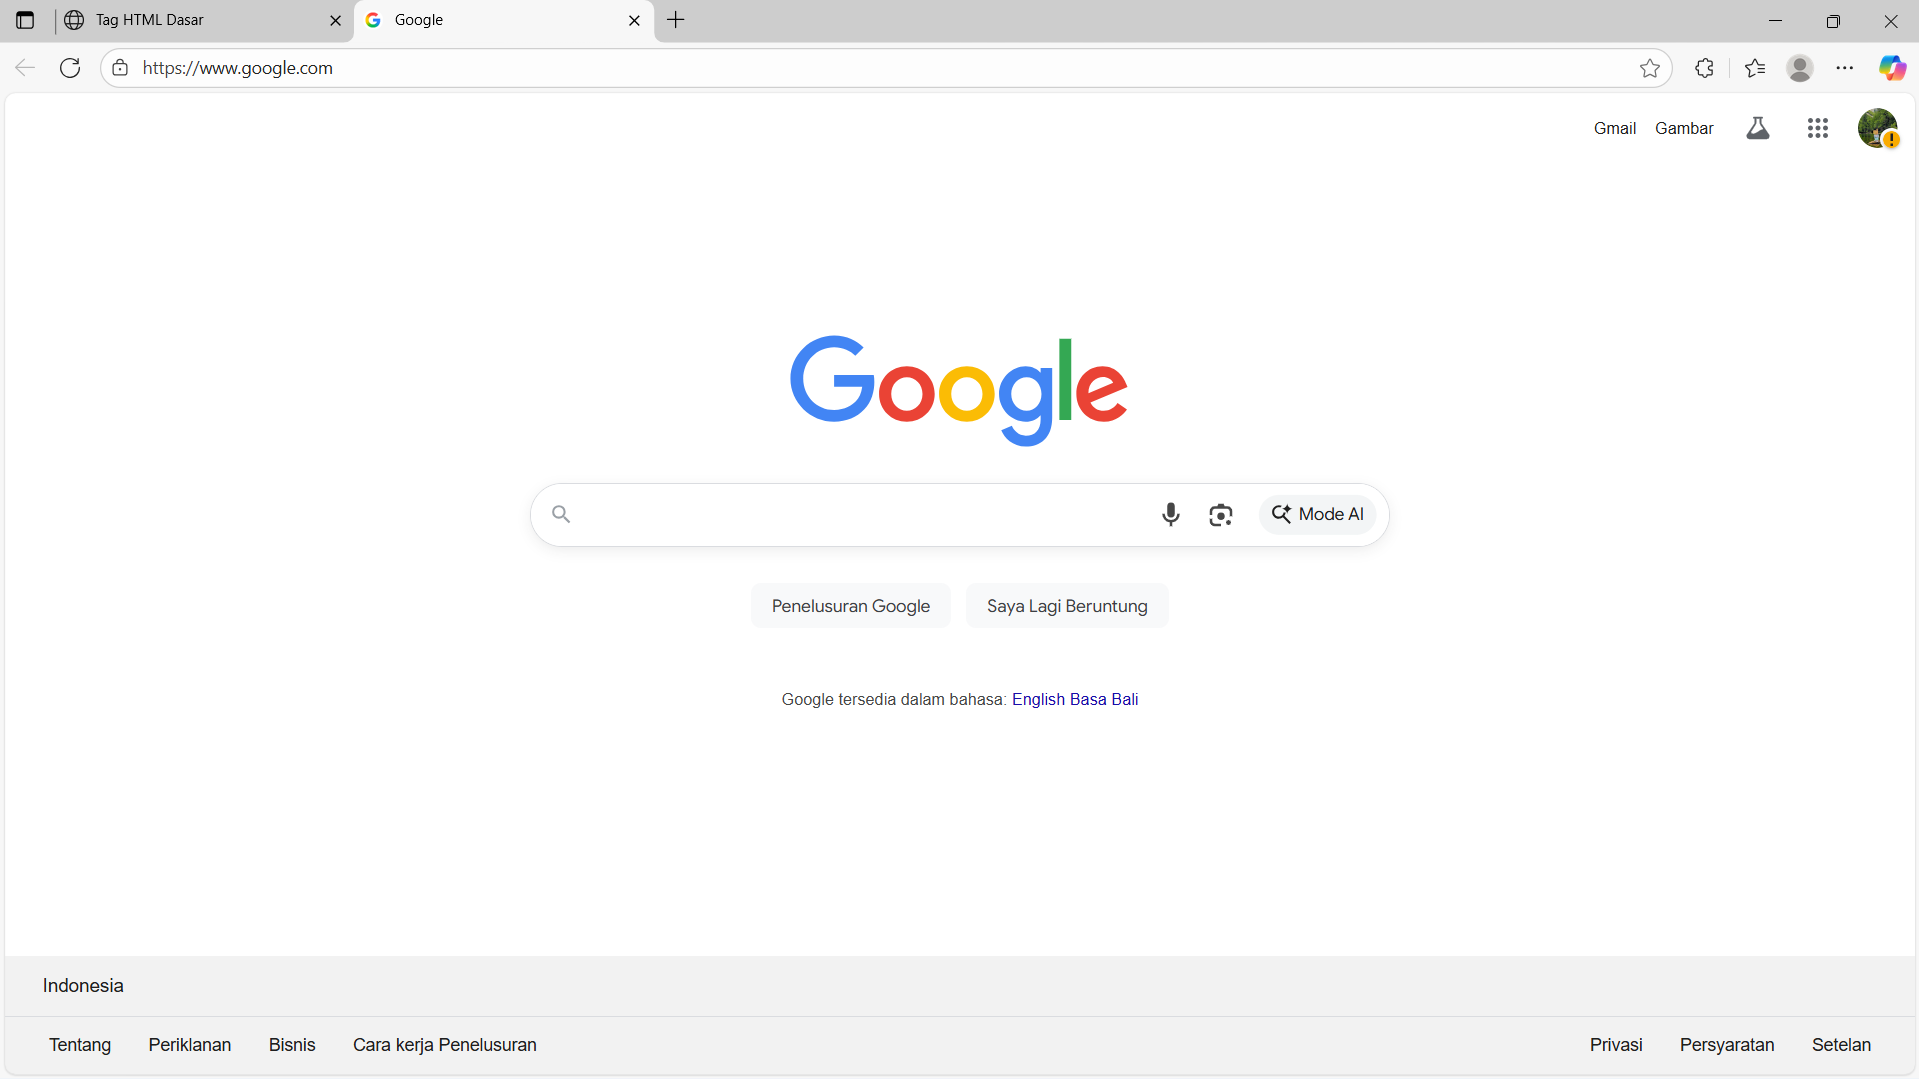 Tag HTML Dasar
Google
https://www.google.com
Gmail Gambar
Google
Mode AI
Penelusuran Google
Saya Lagi Beruntung
Google tersedia dalam bahasa: English Basa Bali
Indonesia
Tentang Periklanan Bisnis Cara kerja Penelusuran
Privasi Persyaratan Setelan